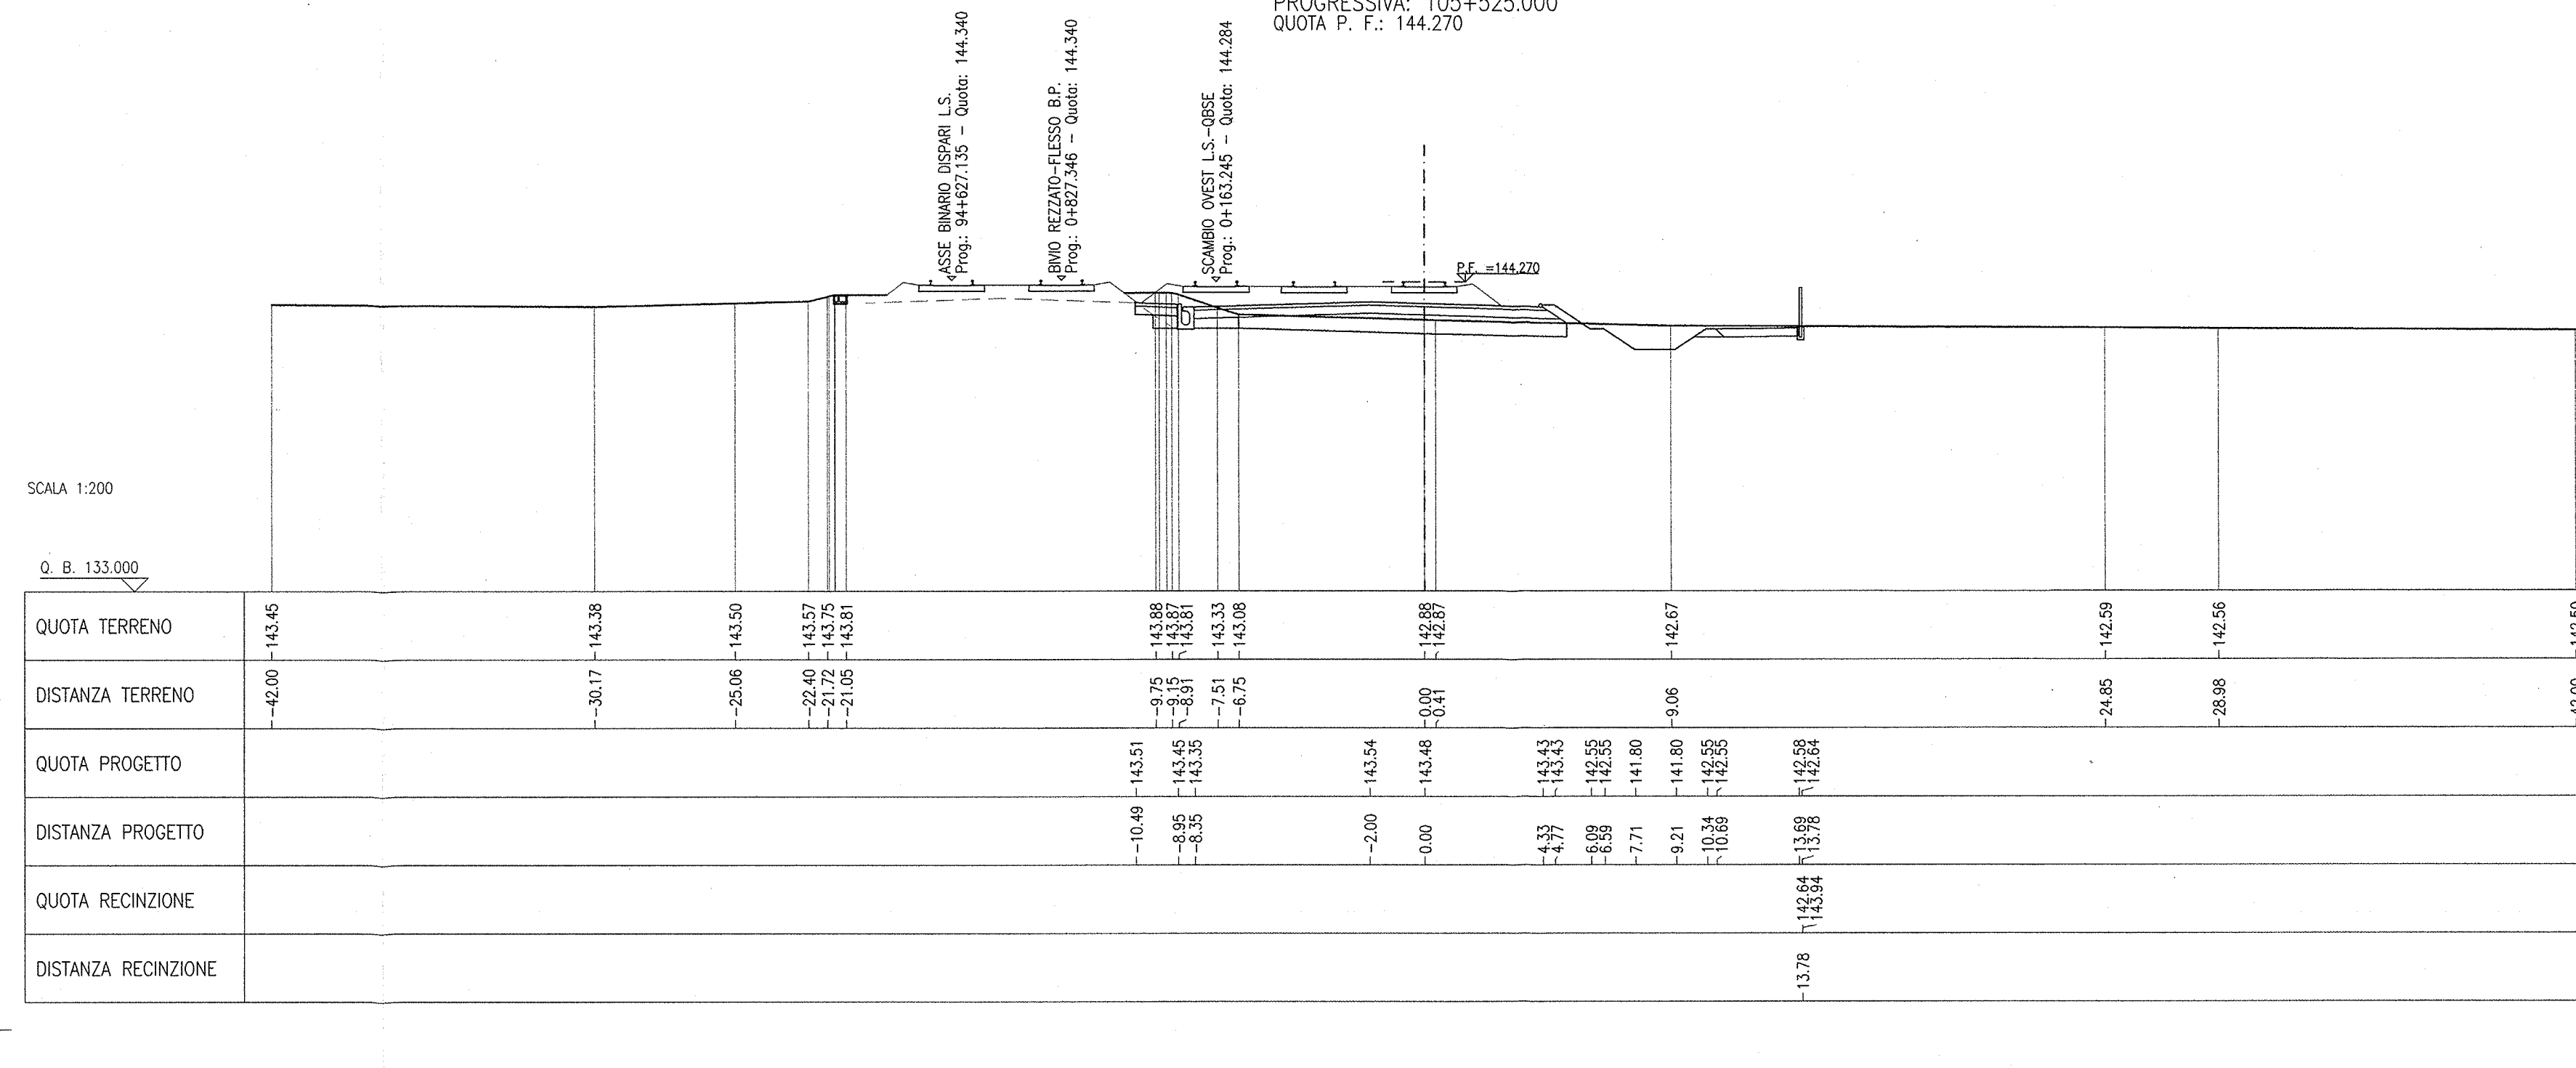 PROGRESSIVA: 105+525.000
QUOTA P. F.: 144.270
ASSE BINARIO DISPARI L.S.
Prog.: 94+627.135 - Quota: 144.340
BIVIO REZZATO-FLESSO B.P.
Prog.: 0+827.346 - Quota: 144.340
SCAMBIO OVEST L.S.-QBSE
Prog.: 0+163.245 - Quota: 144.284
P.F. =144.270
SCALA 1:200
Q. B. 133.000
QUOTA TERRENO 143.45 143.38 143.50 143.57 143.75 143.81 143.88 143.87 143.81 143.33 143.08 142.88 142.87 142.67 142.59 142.56
DISTANZA TERRENO -42.00 -30.17 -25.06 -22.40 -21.72 -21.05 -9.75 -9.15 -8.91 -7.51 -6.75 0.00 0.41 9.06 24.85 28.98
QUOTA PROGETTO 143.51 143.45 143.35 143.54 143.48 143.43 143.43 142.55 142.55 141.80 141.80 142.55 142.55 142.58 142.64
DISTANZA PROGETTO -10.49 -8.95 -8.35 -2.00 0.00 4.33 4.77 6.09 6.59 7.71 9.21 10.34 10.69 13.69 13.78
QUOTA RECINZIONE 142.64 143.94
DISTANZA RECINZIONE 13.78